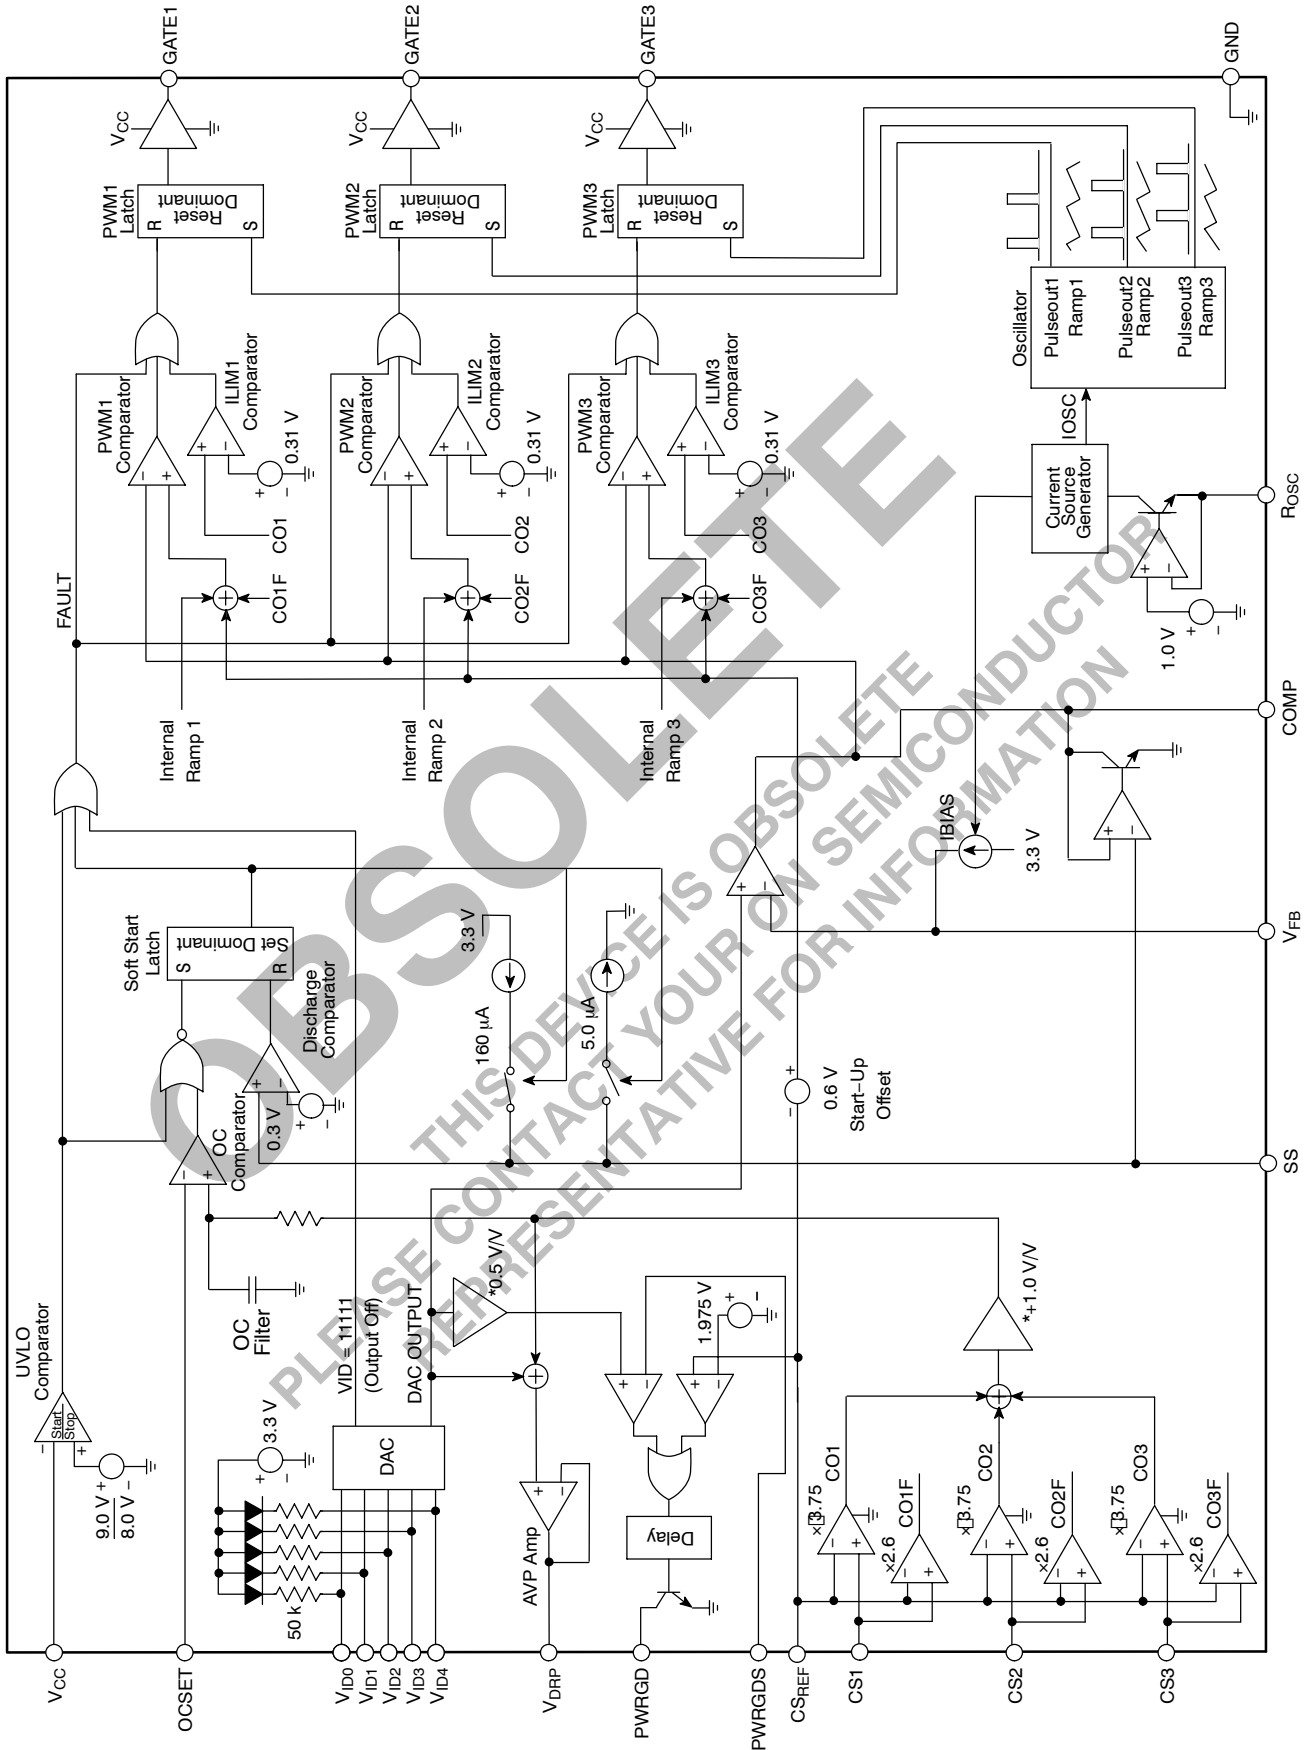 VCC
OCSET
VID0
VID1
VID2
VID3
VID4
VDRP
PWRGD
PWRGDS
CSREF
CS1
CS2
CS3
UVLO
Comparator
−
+
Start
Stop
9.0 V
8.0 V
+
−
50 k
3.3 V
+
−
DAC
VID = 11111
(Output Off)
DAC OUTPUT
OC
Filter
*0.5 V/V
AVP Amp
+
−
+
Delay
+
−
+
−
1.975 V
+
−
×3.75
CO1
−
+
×2.6
CO1F
−
+
×3.75
CO2
−
+
×2.6
CO2F
−
+
×3.75
CO3
−
+
×2.6
CO3F
−
+
+
*+1.0 V/V
OC
Comparator
−
+
0.3 V
+
−
Discharge
Comparator
+
−
Soft Start
Latch
S
R
Set Dominant
160 μA
3.3 V
5.0 μA
−
+
0.6 V
Start−Up
Offset
+
−
IBIAS
3.3 V
+
−
SS
VFB
COMP
ROSC
FAULT
Internal
Ramp 1
+
CO1F
CO1
PWM1
Comparator
−
+
ILIM1
Comparator
+
−
0.31 V
+
−
PWM1
Latch
R
S
Reset
Dominant
VCC
GATE1
Internal
Ramp 2
+
CO2F
CO2
PWM2
Comparator
−
+
ILIM2
Comparator
+
−
0.31 V
+
−
PWM2
Latch
R
S
Reset
Dominant
VCC
GATE2
Internal
Ramp 3
+
CO3F
CO3
PWM3
Comparator
−
+
ILIM3
Comparator
+
−
0.31 V
+
−
PWM3
Latch
R
S
Reset
Dominant
VCC
GATE3
1.0 V
+
−
+
−
Current
Source
Generator
IOSC
Oscillator
Pulseout1
Ramp1
Pulseout2
Ramp2
Pulseout3
Ramp3
GND
OBSOLETE
THIS DEVICE IS OBSOLETE
PLEASE CONTACT YOUR ON SEMICONDUCTOR
REPRESENTATIVE FOR INFORMATION